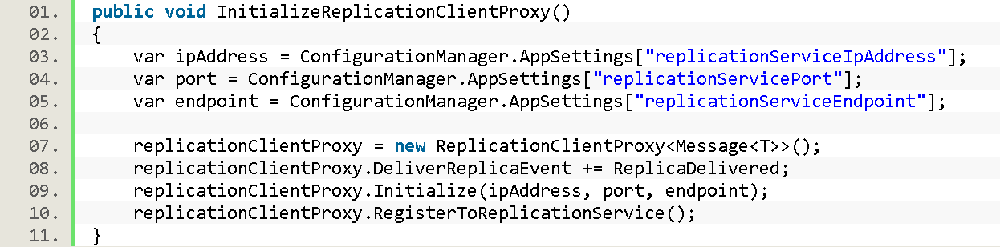 01. public void InitializeReplicationClientProxy()
02. {
03.     var ipAddress = ConfigurationManager.AppSettings["replicationServiceIpAddress"];
04.     var port = ConfigurationManager.AppSettings["replicationServicePort"];
05.     var endpoint = ConfigurationManager.AppSettings["replicationServiceEndpoint"];
06.
07.     replicationClientProxy = new ReplicationClientProxy<Message<T>>();
08.     replicationClientProxy.DeliverReplicaEvent += ReplicaDelivered;
09.     replicationClientProxy.Initialize(ipAddress, port, endpoint);
10.     replicationClientProxy.RegisterToReplicationService();
11. }